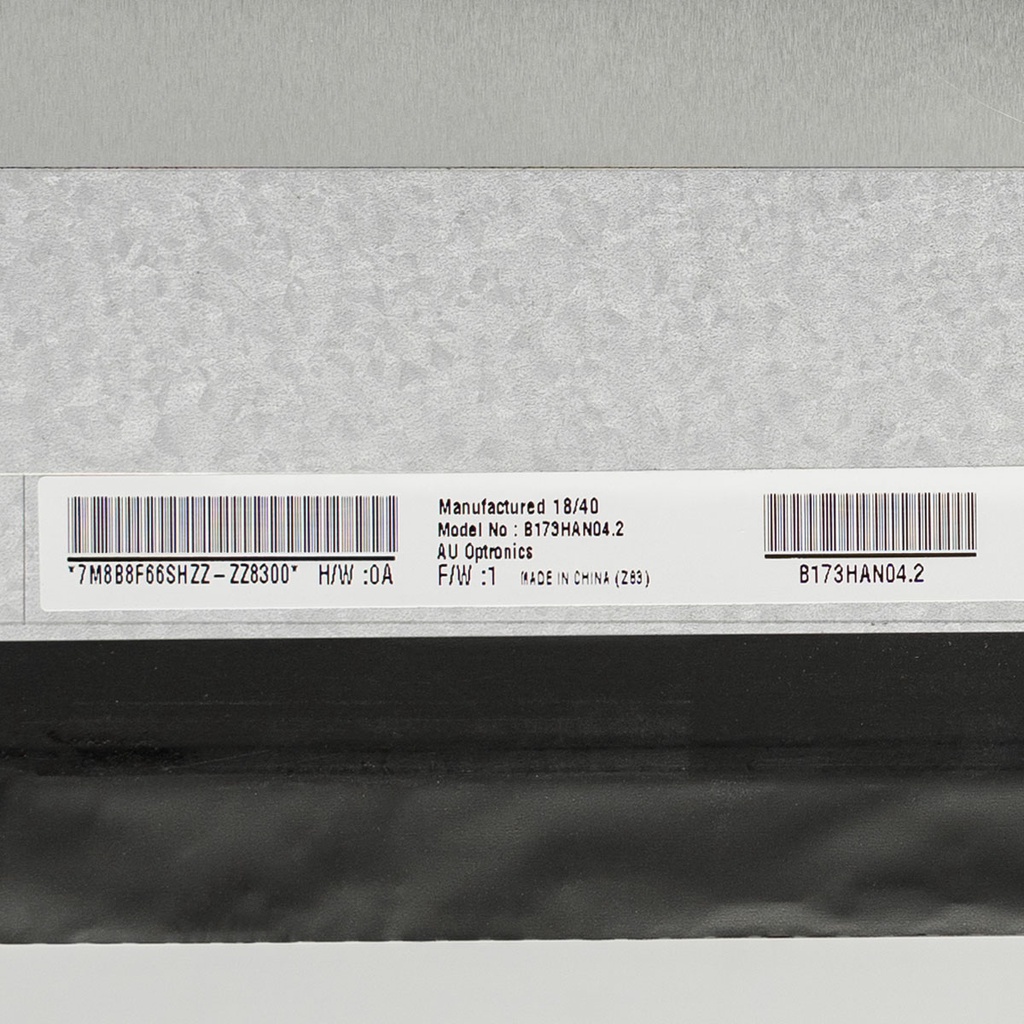 *7M8B8F66SHZZ-ZZ8300* H/W :0A
Manufactured 18/40
Model No : B173HAN04.2
AU Optronics
F/W :1 MADE IN CHINA (Z83)
B173HAN04.2